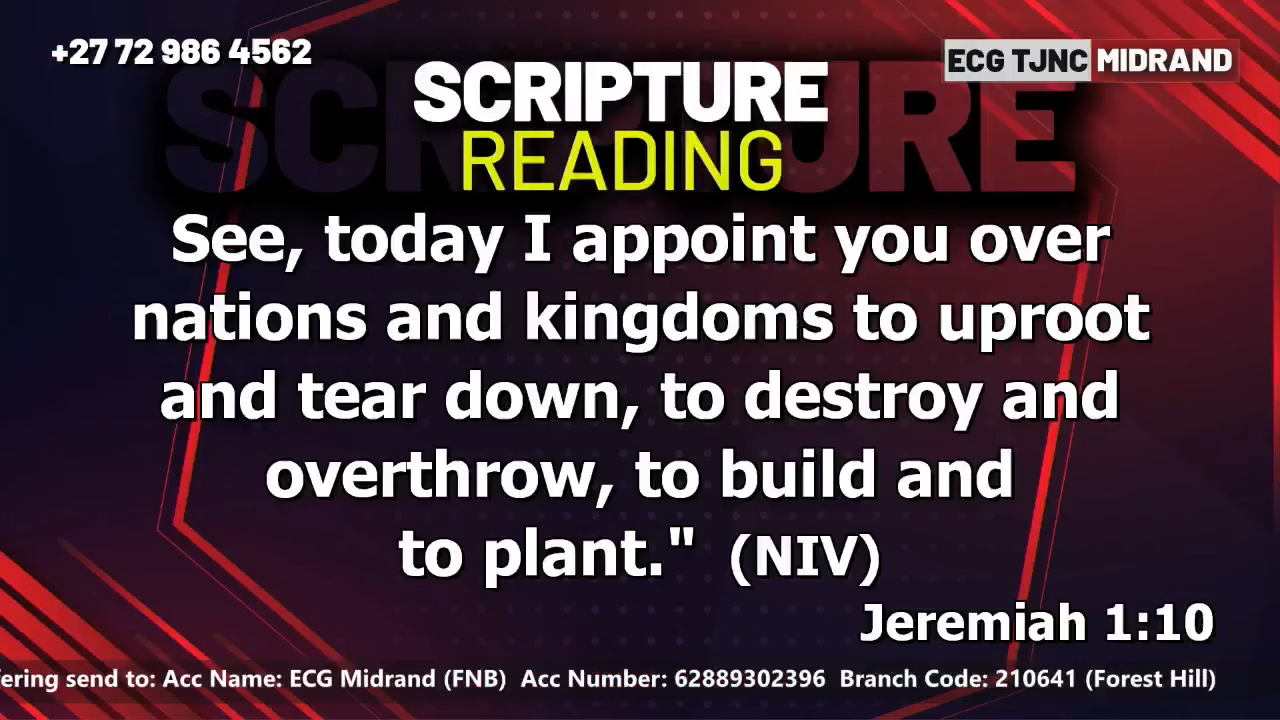 +27 72 986 4562
ECG TJNC MIDRAND
SCRIPTURE
SCRIPTURE
READING
See, today I appoint you over
nations and kingdoms to uproot
and tear down, to destroy and
overthrow, to build and
to plant." (NIV)
Jeremiah 1:10
fering send to: Acc Name: ECG Midrand (FNB) Acc Number: 62889302396 Branch Code: 210641 (Forest Hill)